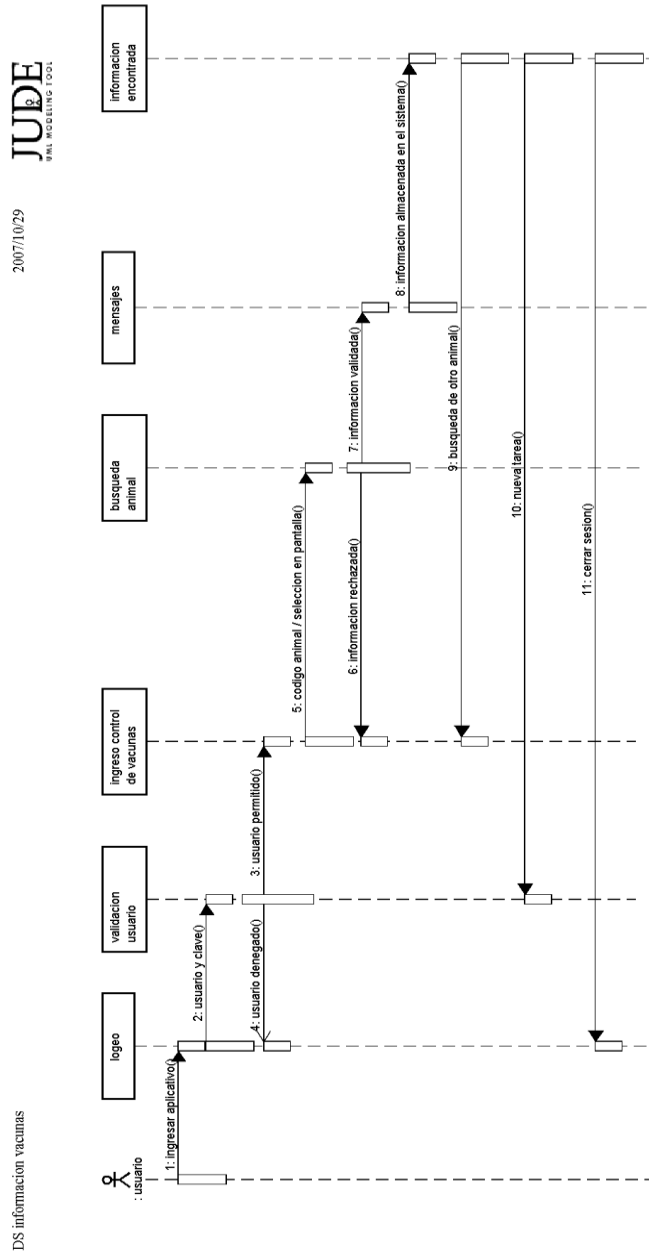 DS informacion vacunas
2007/10/29
JUDE
UML MODELING TOOL
: usuario
logeo
validacion
usuario
ingreso control
de vacunas
busqueda
animal
mensajes
informacion
encontrada
1: ingresar aplicativo()
2: usuario y clave()
3: usuario permitido()
4: usuario denegado()
5: codigo animal / seleccion en pantalla()
6: informacion rechazada()
7: informacion validada()
8: informacion almacenada en el sistema()
9: busqueda de otro animal()
10: nueva tarea()
11: cerrar sesion()